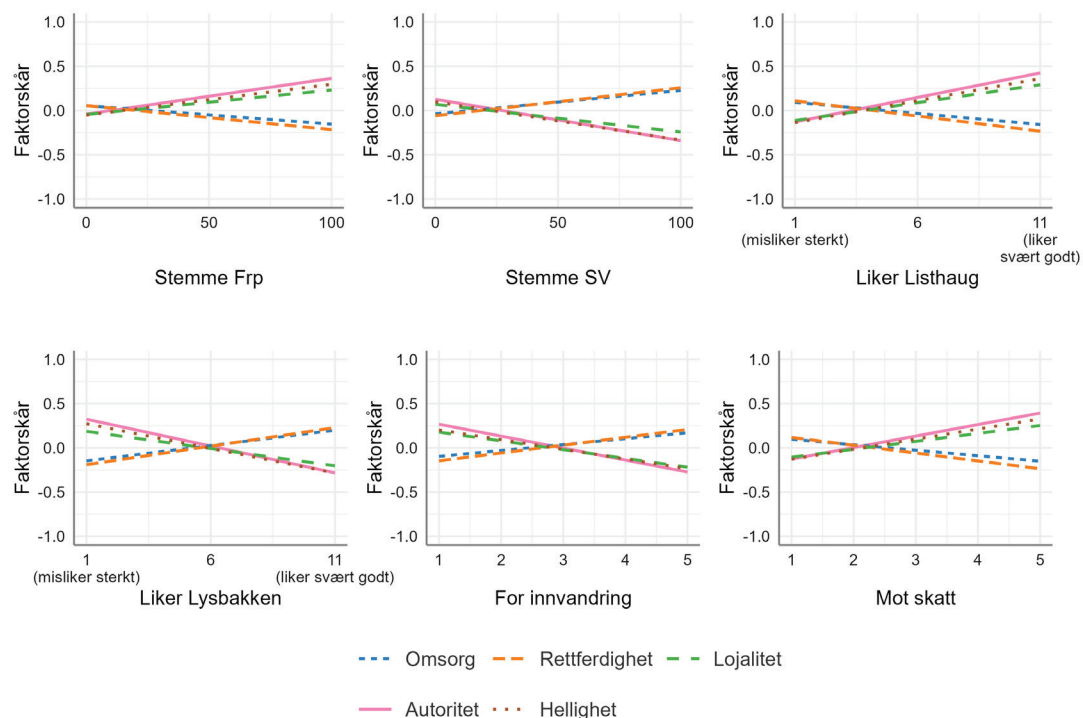 1.0
0.5
0.0
-0.5
-1.0
Faktorskår
0 50 100
Stemme Frp
1.0
0.5
0.0
-0.5
-1.0
Faktorskår
0 50 100
Stemme SV
1.0
0.5
0.0
-0.5
-1.0
Faktorskår
1 6 11
(misliker sterkt) (liker
svært godt)
Liker Listhaug
1.0
0.5
0.0
-0.5
-1.0
Faktorskår
1 6 11
(misliker sterkt) (liker svært godt)
Liker Lysbakken
1.0
0.5
0.0
-0.5
-1.0
Faktorskår
1 2 3 4 5
For innvandring
1.0
0.5
0.0
-0.5
-1.0
Faktorskår
1 2 3 4 5
Mot skatt
Omsorg Rettferdighet Lojalitet
Autoritet Hellighet